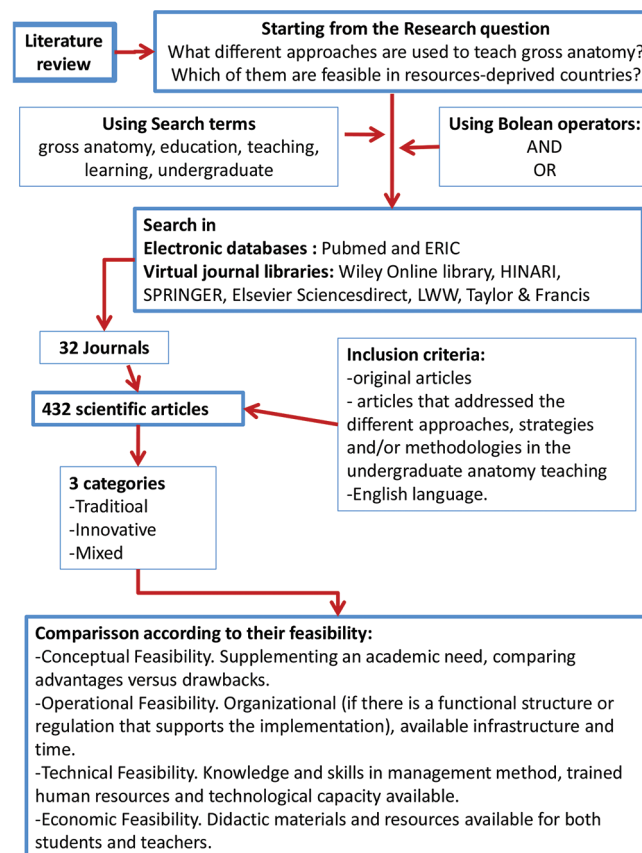 Literature
review
Starting from the Research question
What different approaches are used to teach gross anatomy?
Which of them are feasible in resources-deprived countries?
Using Search terms
gross anatomy, education, teaching,
learning, undergraduate
Using Bolean operators:
AND
OR
Search in
Electronic databases : Pubmed and ERIC
Virtual journal libraries: Wiley Online library, HINARI,
SPRINGER, Elsevier Sciencesdirect, LWW, Taylor & Francis
32 Journals
432 scientific articles
Inclusion criteria:
-original articles
- articles that addressed the
different approaches, strategies
and/or methodologies in the
undergraduate anatomy teaching
-English language.
3 categories
-Traditioal
-Innovative
-Mixed
Comparisson according to their feasibility:
-Conceptual Feasibility. Supplementing an academic need, comparing
advantages versus drawbacks.
-Operational Feasibility. Organizational (if there is a functional structure or
regulation that supports the implementation), available infrastructure and
time.
-Technical Feasibility. Knowledge and skills in management method, trained
human resources and technological capacity available.
-Economic Feasibility. Didactic materials and resources available for both
students and teachers.